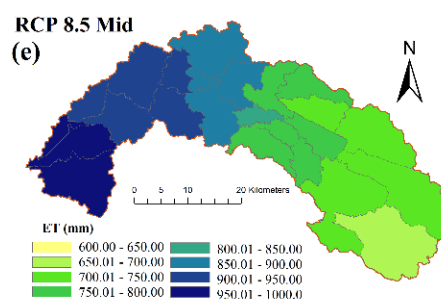 RCP 8.5 Mid
(e)
N
0 5 10 20 Kilometers
ET (mm)
600.00 - 650.00
650.01 - 700.00
700.01 - 750.00
750.01 - 800.00
800.01 - 850.00
850.01 - 900.00
900.01 - 950.00
950.01 - 1000.0